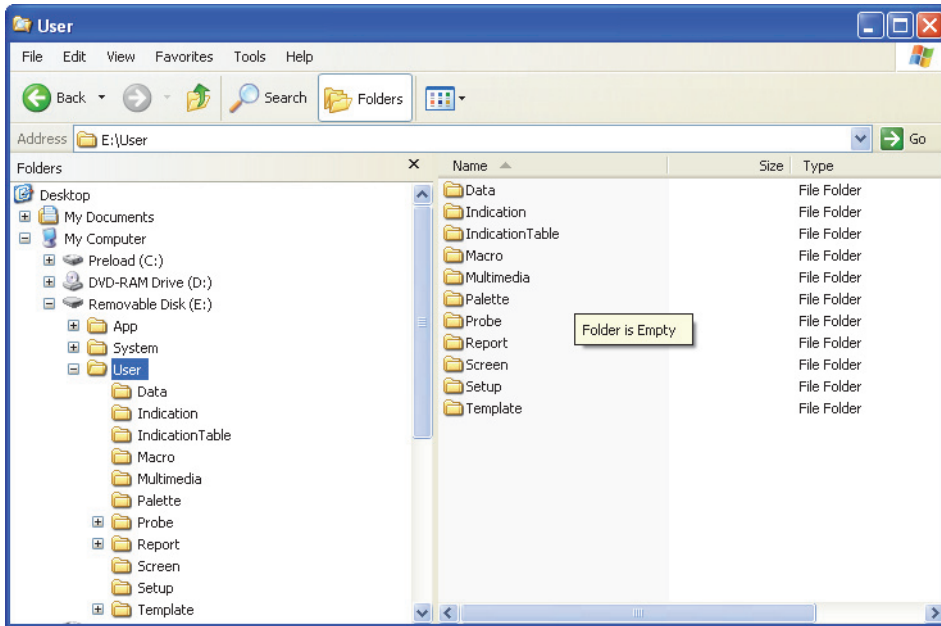 User
File Edit View Favorites Tools Help
Back Search Folders
Address E:\User Go
Folders x Name Size Type
Desktop
My Documents
My Computer
Preload (C:)
DVD-RAM Drive (D:)
Removable Disk (E:)
App
System
User
Data
Indication
IndicationTable
Macro
Multimedia
Palette
Probe
Report
Screen
Setup
Template
Data File Folder
Indication File Folder
IndicationTable File Folder
Macro File Folder
Multimedia File Folder
Palette File Folder
Probe File Folder
Folder is Empty
Report File Folder
Screen File Folder
Setup File Folder
Template File Folder